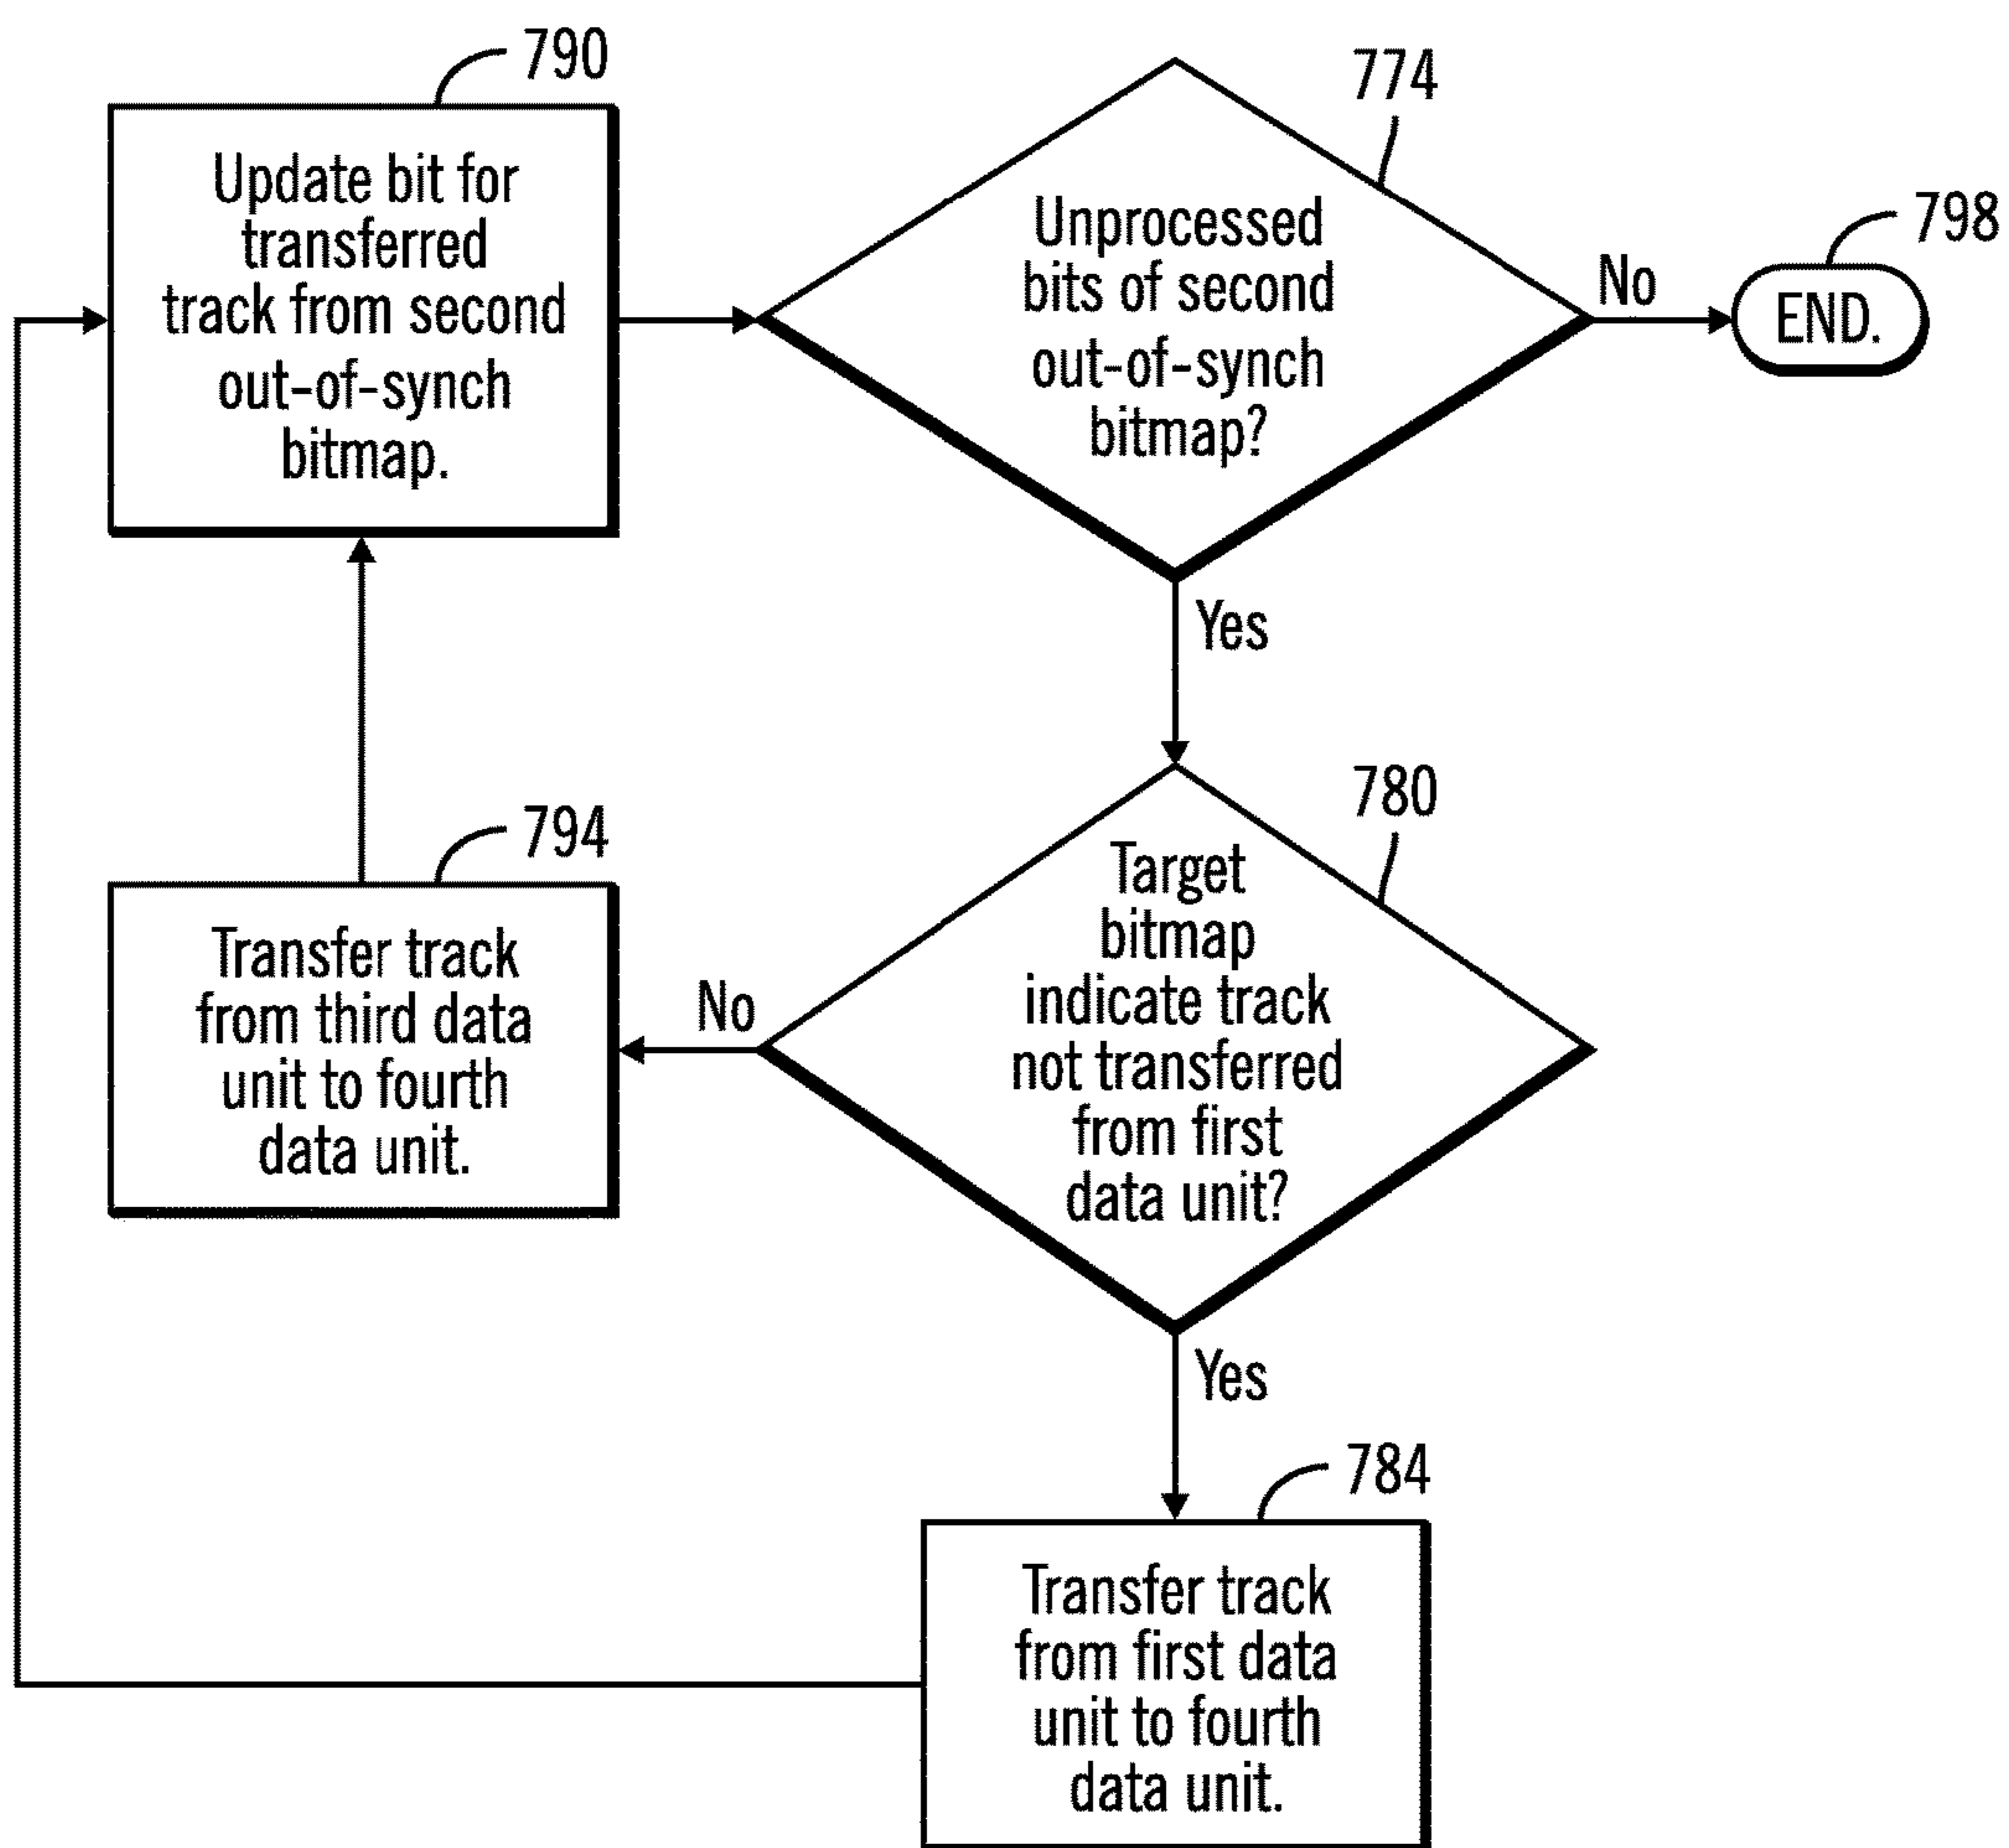 790
Update bit for
transferred
track from second
out-of-synch
bitmap.
774
Unprocessed
bits of second
out-of-synch
bitmap?
No
798
END.
Yes
780
Target
bitmap
indicate track
not transferred
from first
data unit?
No
794
Transfer track
from third data
unit to fourth
data unit.
Yes
784
Transfer track
from first data
unit to fourth
data unit.